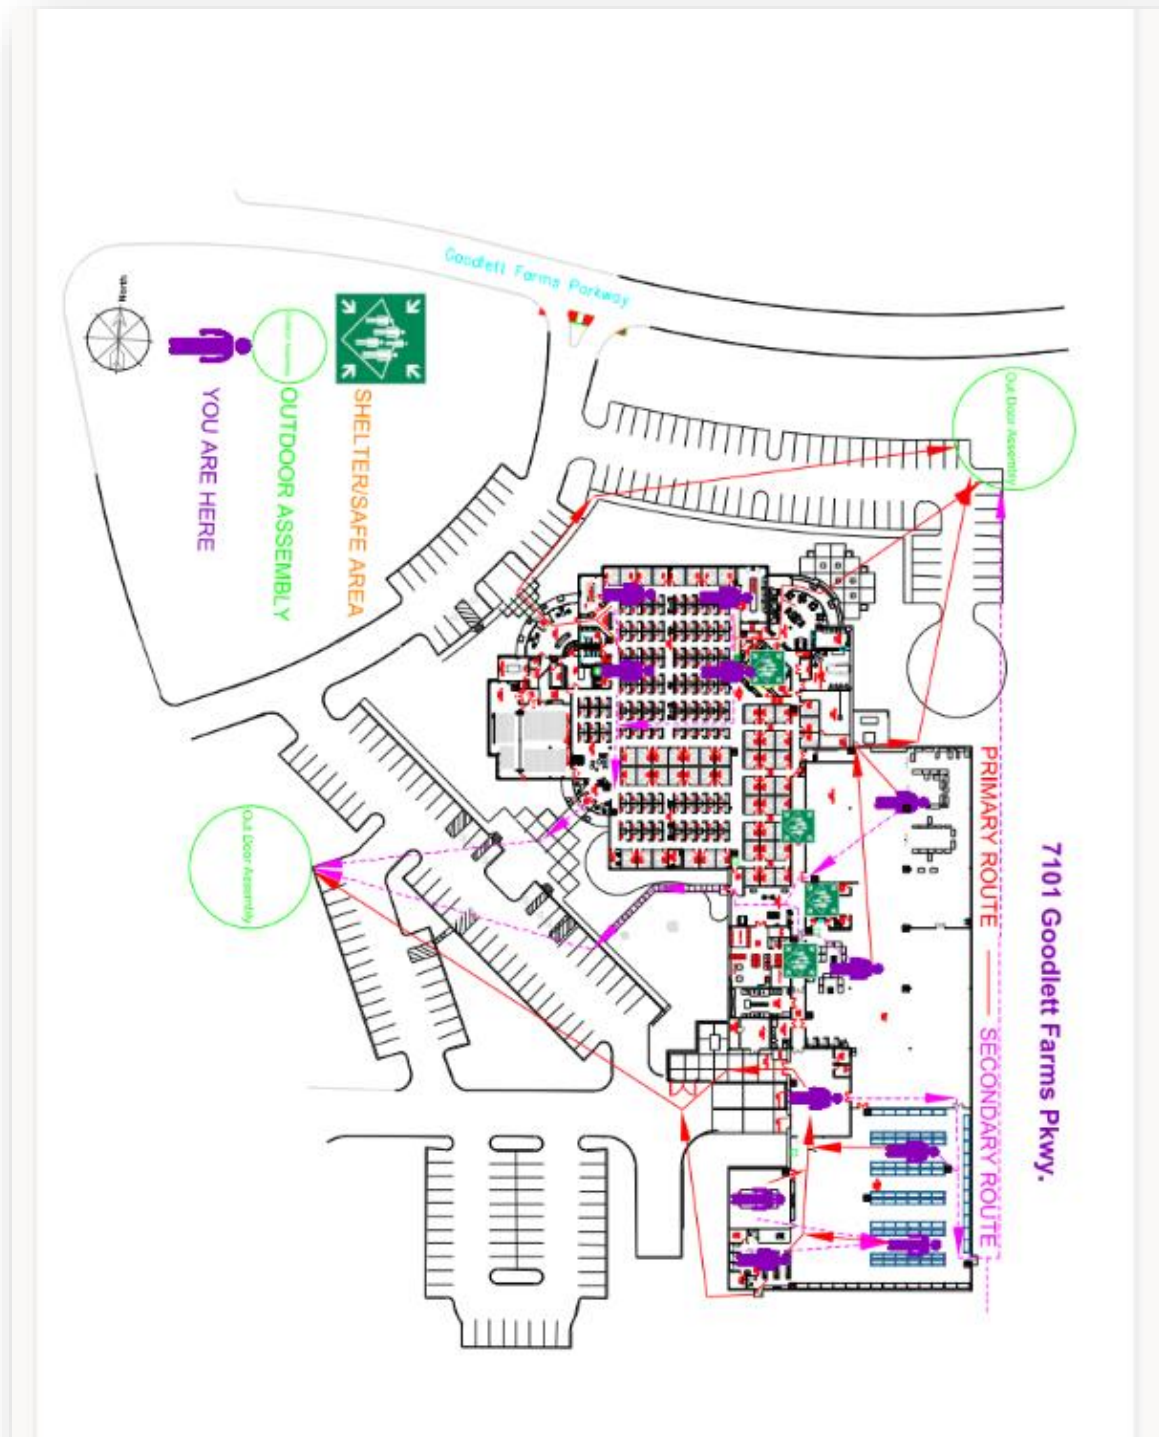 7101 Goodlett Farms Pkwy.
PRIMARY ROUTE
SECONDARY ROUTE
Out Door Assembly
Goodlett Farms Parkway
SHELTER/SAFE AREA
OUTDOOR ASSEMBLY
YOU ARE HERE
North
Out Door Assembly